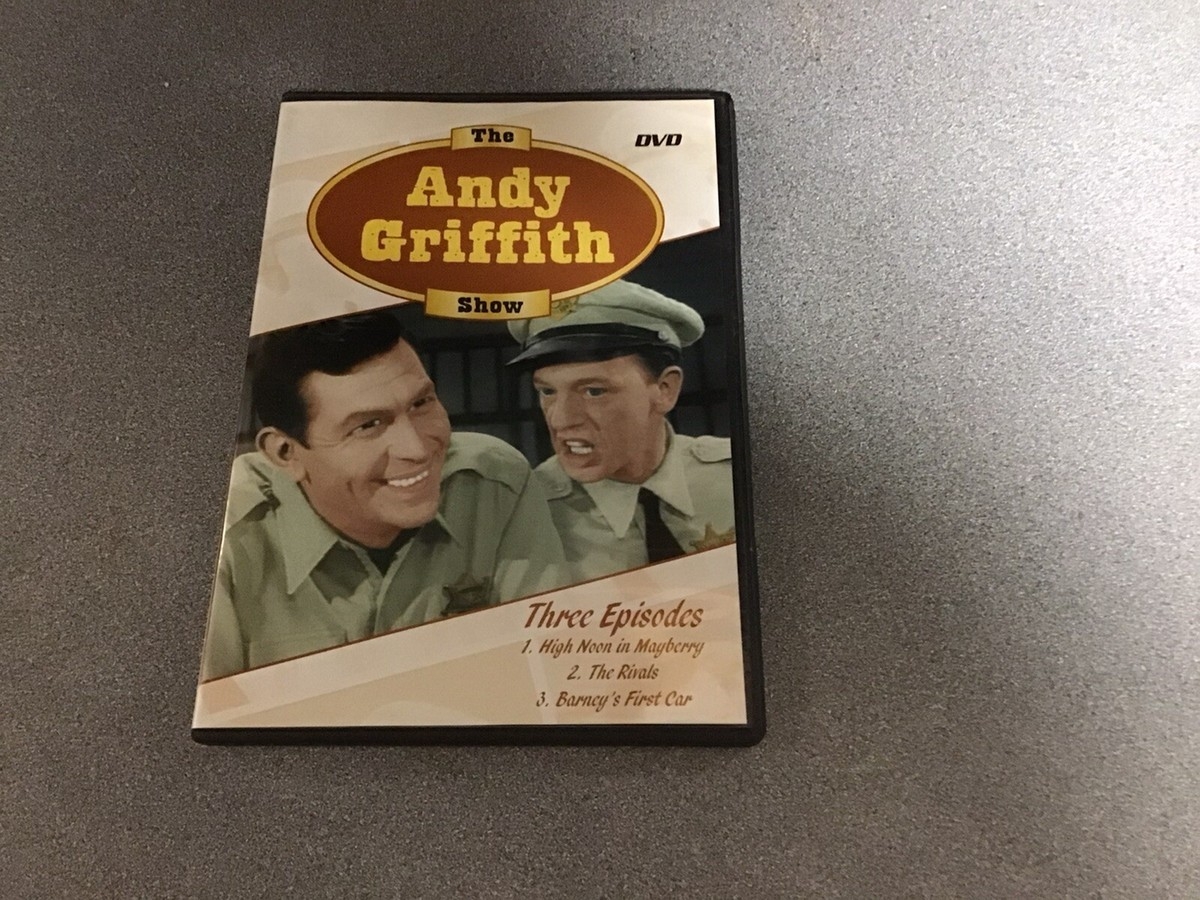 The
DVD
Andy
Griffith
Show
Three Episodes
1. High Noon in Mayberry
2. The Rivals
3. Barney's First Car